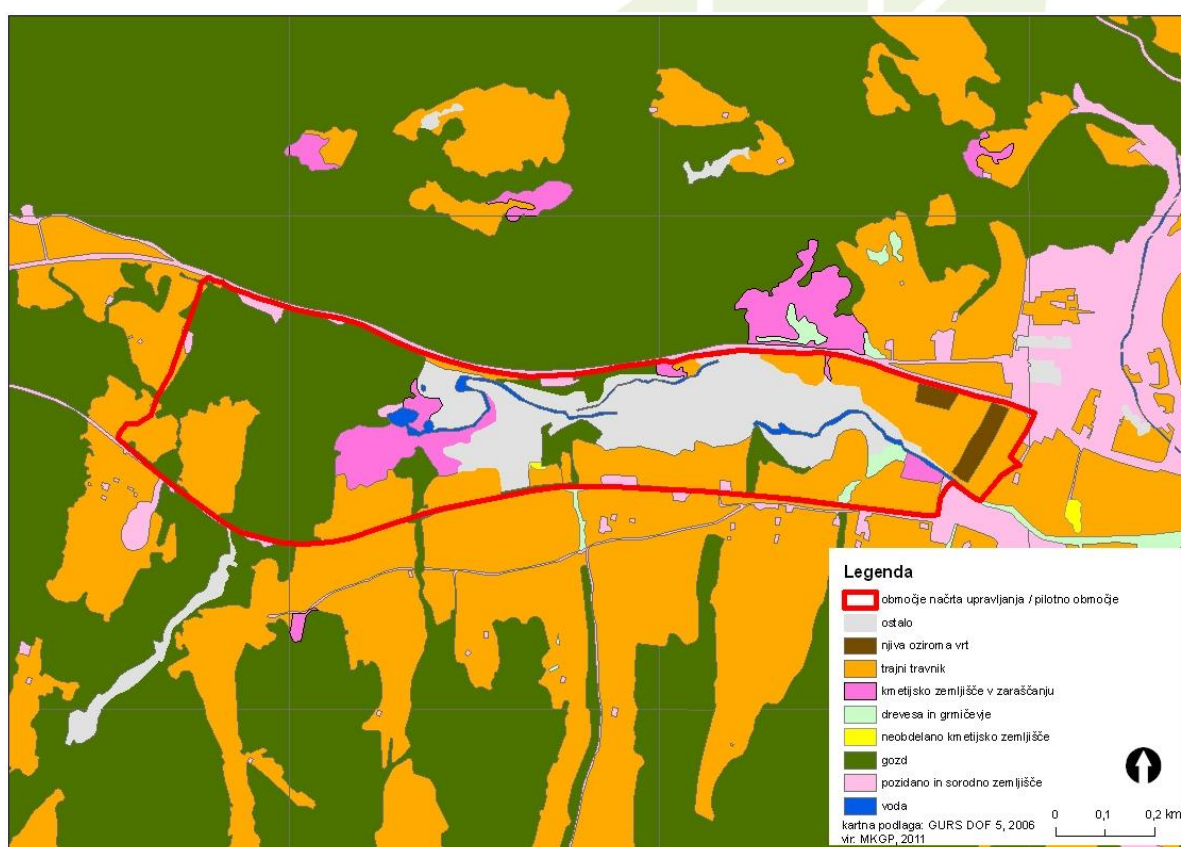 Legenda
območje načrta upravljanja / pilotno območje
ostalo
njiva oziroma vrt
trajni travnik
kmetijsko zemljišče v zaraščanju
drevesa in grmičevje
neobdelano kmetijsko zemljišče
gozd
pozidano in sorodno zemljišče
voda
kartna podlaga: GURS DOF 5, 2006
vir: MKGP, 2011
0 0,1 0,2 km